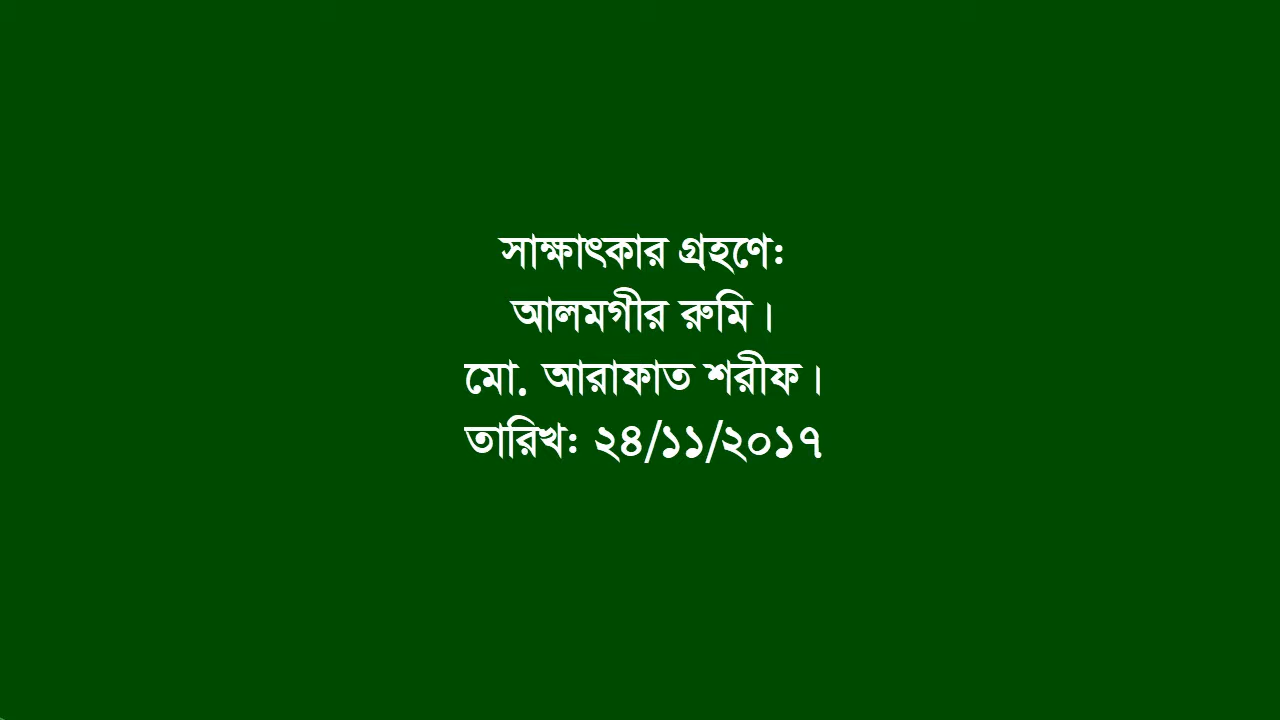 সাক্ষাৎকার গ্রহণে:
আলমগীর রুমি।
মো. আরাফাত শরীফ।
তারিখ: ২৪/১১/২০১৭